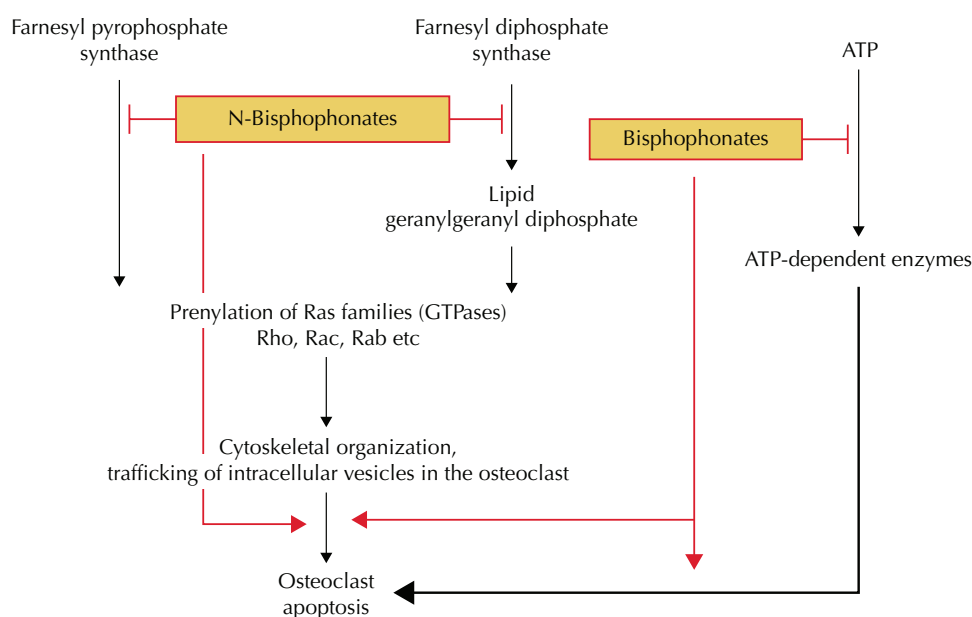 Farnesyl pyrophosphate
synthase
Farnesyl diphosphate
synthase
ATP
N-Bisphophonates
Bisphophonates
Lipid
geranylgeranyl diphosphate
ATP-dependent enzymes
Prenylation of Ras families (GTPases)
Rho, Rac, Rab etc
Cytoskeletal organization,
trafficking of intracellular vesicles in the osteoclast
Osteoclast
apoptosis